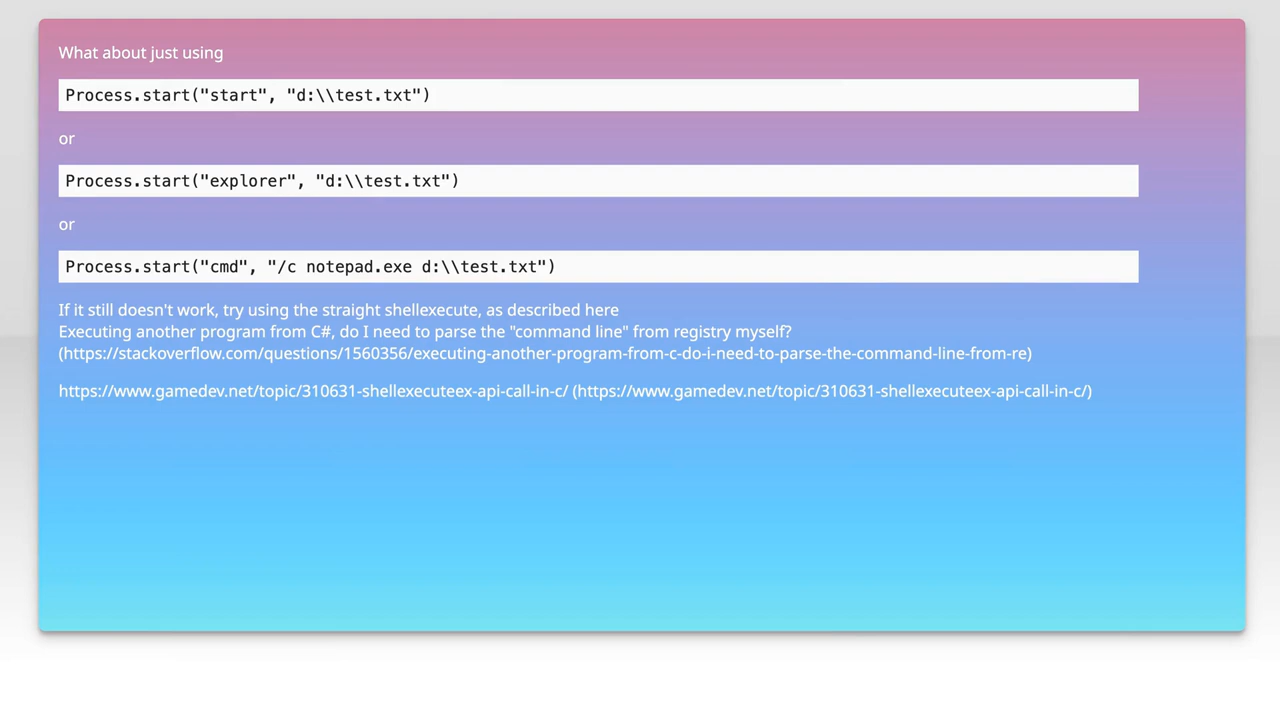 What about just using
Process.start("start", "d:\\test.txt")
or
Process.start("explorer", "d:\\test.txt")
or
Process.start("cmd", "/c notepad.exe d:\\test.txt")
If it still doesn't work, try using the straight shellexecute, as described here
Executing another program from C#, do I need to parse the "command line" from registry myself?
(https://stackoverflow.com/questions/1560356/executing-another-program-from-c-do-i-need-to-parse-the-command-line-from-re)
https://www.gamedev.net/topic/310631-shellexecuteex-api-call-in-c/ (https://www.gamedev.net/topic/310631-shellexecuteex-api-call-in-c/)